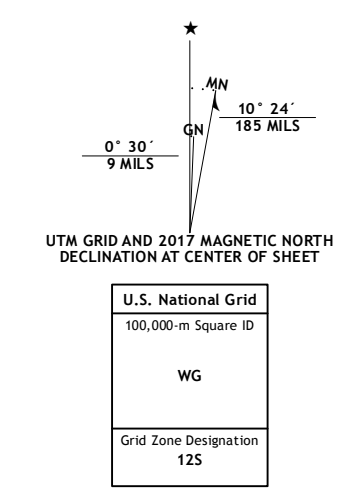 ★
MN
GN
10° 24´
185 MILS
0° 30´
9 MILS
UTM GRID AND 2017 MAGNETIC NORTH
DECLINATION AT CENTER OF SHEET
U.S. National Grid
100,000-m Square ID
WG
Grid Zone Designation
12S